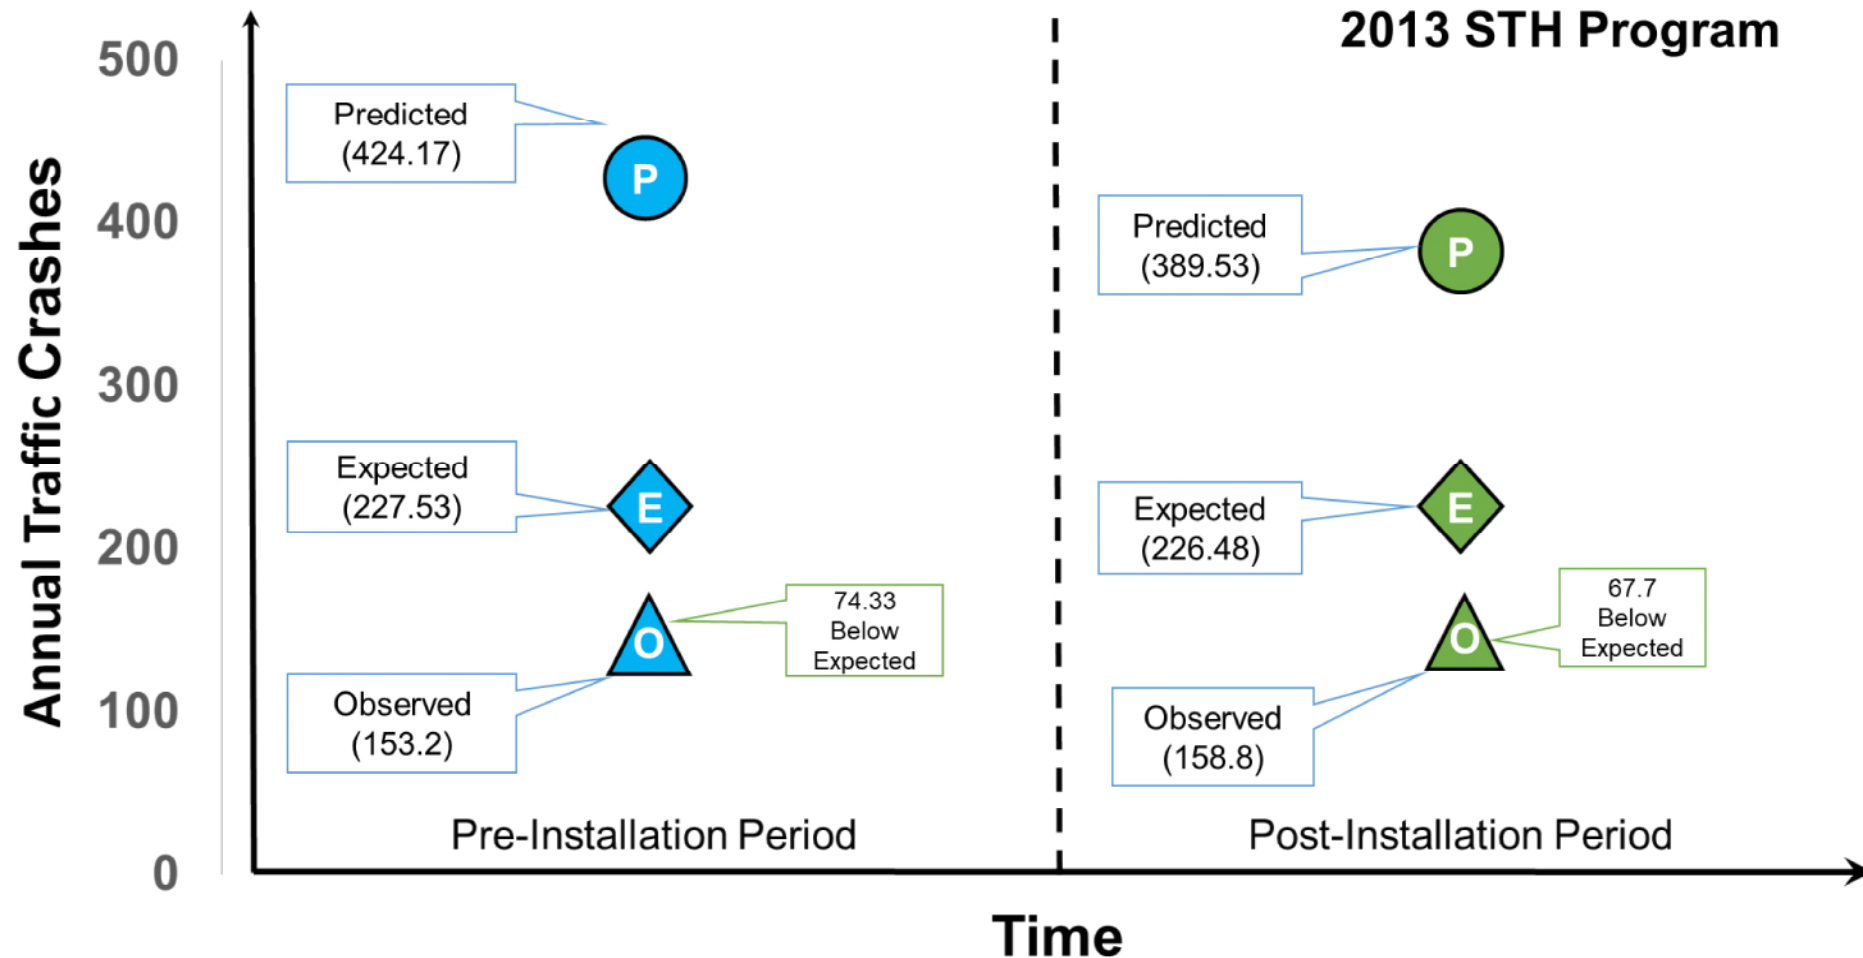 2013 STH Program
Annual Traffic Crashes
500
400
300
200
100
0
Predicted
(424.17)
P
Expected
(227.53)
E
74.33
Below
Expected
O
Observed
(153.2)
Pre-Installation Period
Predicted
(389.53)
P
Expected
(226.48)
E
67.7
Below
Expected
O
Observed
(158.8)
Post-Installation Period
Time